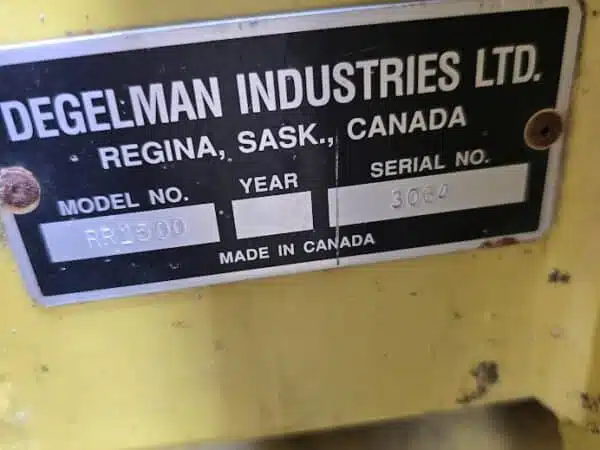 DEGELMAN INDUSTRIES LTD.
REGINA, SASK., CANADA
MODEL NO. YEAR SERIAL NO.
RR1500 3064
MADE IN CANADA